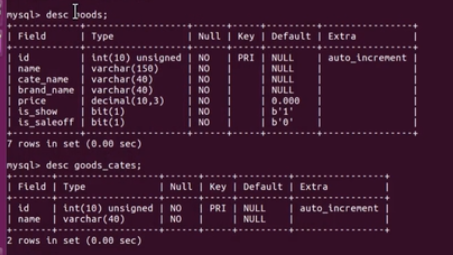 mysql> desc goods;
+------------+------------------+------+-----+---------+----------------+
| Field | Type | Null | Key | Default | Extra |
+------------+------------------+------+-----+---------+----------------+
| id | int(10) unsigned | NO | PRI | NULL | auto_increment |
| name | varchar(150) | NO | | NULL | |
| cate_name | varchar(40) | NO | | NULL | |
| brand_name | varchar(40) | NO | | NULL | |
| price | decimal(10,3) | NO | | 0.000 | |
| is_show | bit(1) | NO | | b'1' | |
| is_saleoff | bit(1) | NO | | b'0' | |
+------------+------------------+------+-----+---------+----------------+
7 rows in set (0.00 sec)
mysql> desc goods_cates;
+-------+------------------+------+-----+---------+----------------+
| Field | Type | Null | Key | Default | Extra |
+-------+------------------+------+-----+---------+----------------+
| id | int(10) unsigned | NO | PRI | NULL | auto_increment |
| name | varchar(40) | NO | | NULL | |
+-------+------------------+------+-----+---------+----------------+
2 rows in set (0.00 sec)